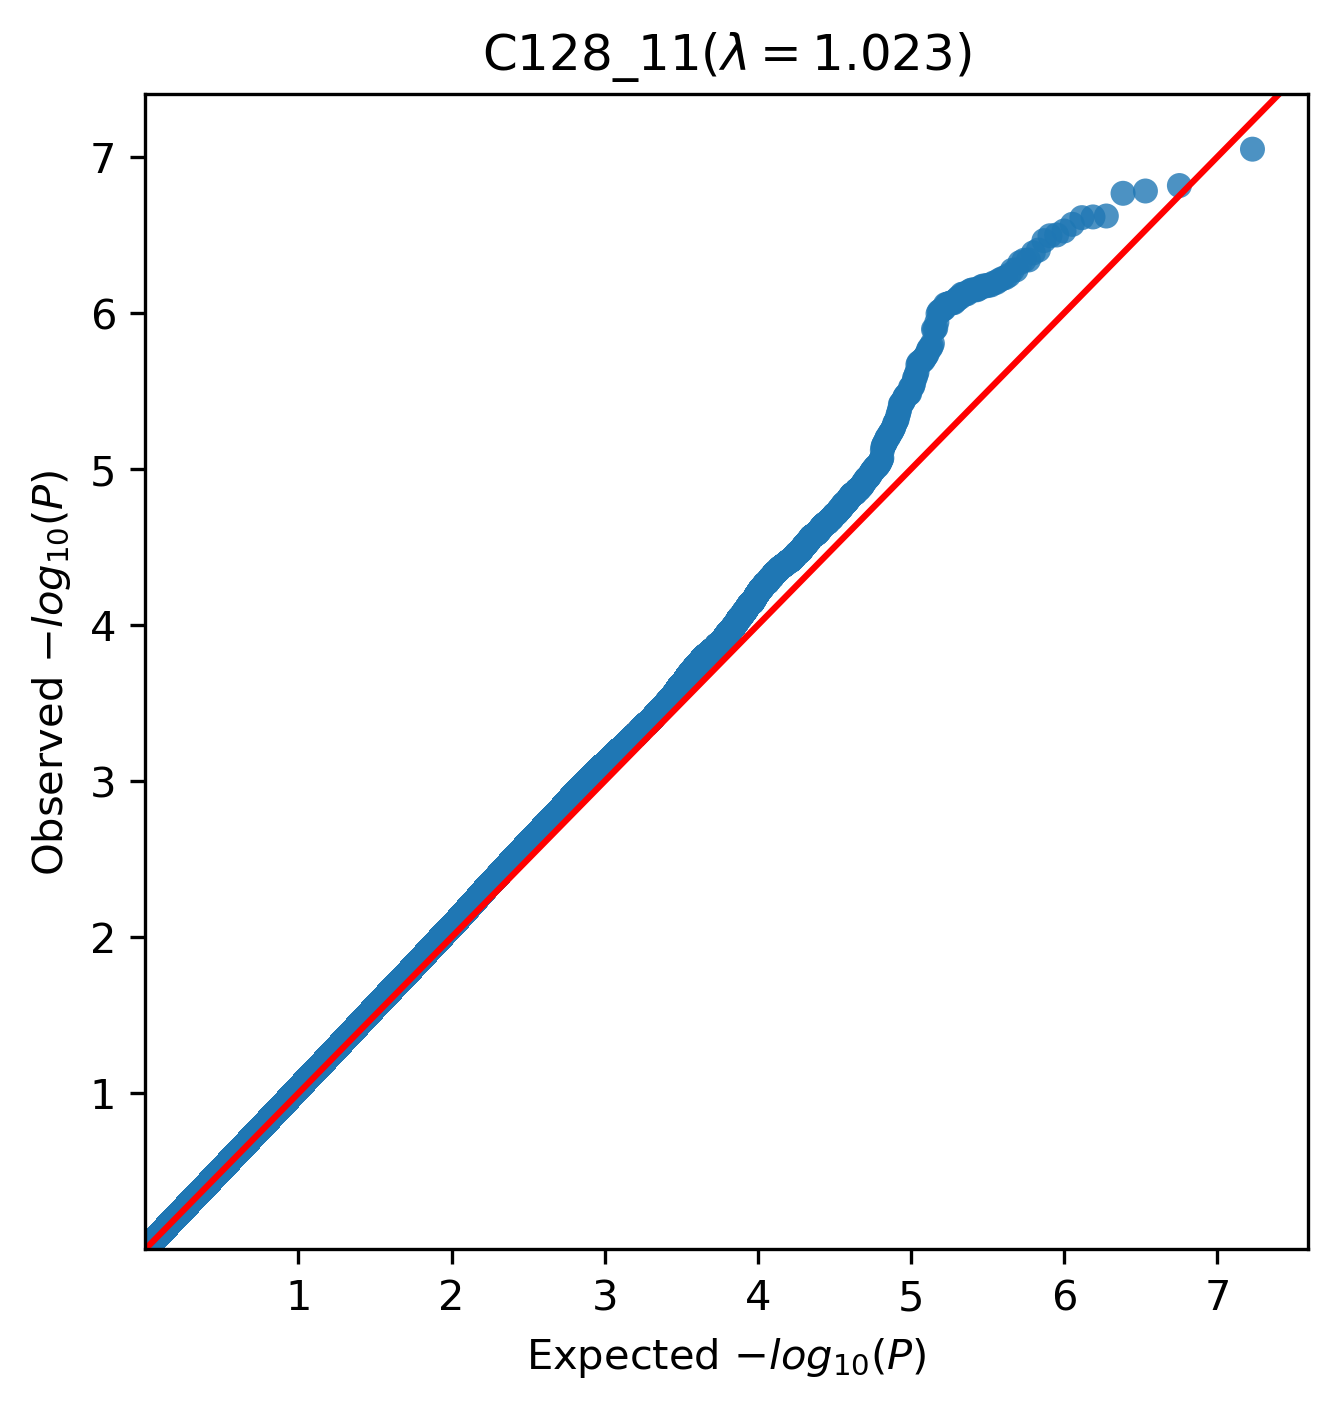 C128_11(λ = 1.023)
Observed −log₁₀(P)
7
6
5
4
3
2
1
1 2 3 4 5 6 7
Expected −log₁₀(P)